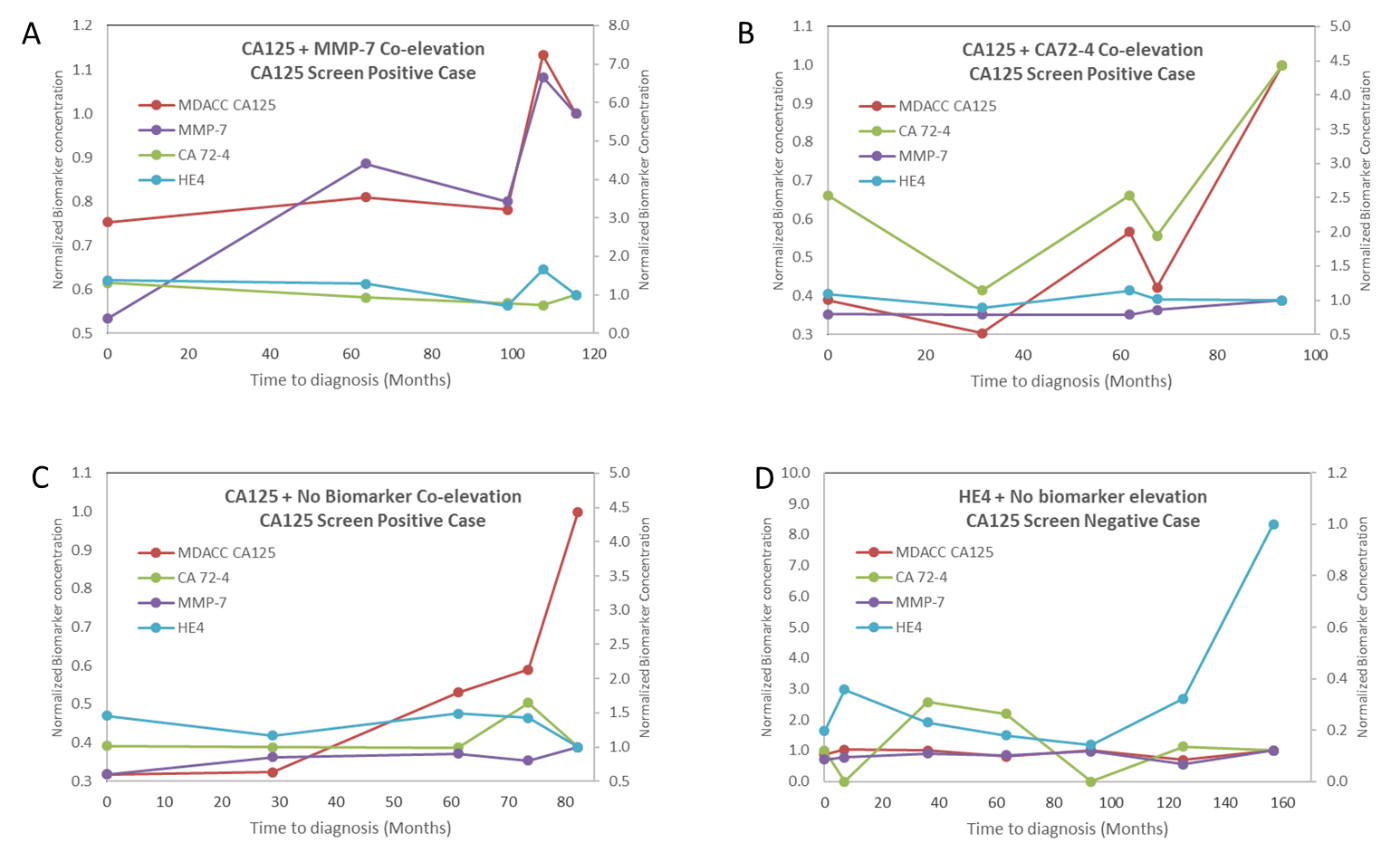 A
CA125 + MMP-7 Co-elevation
CA125 Screen Positive Case
MDACC CA125
MMP-7
CA 72-4
HE4
Normalized Biomarker concentration
1.2
1.1
1.0
0.9
0.8
0.7
0.6
0.5
8.0
7.0
6.0
5.0
4.0
3.0
2.0
1.0
0.0
Normalized Biomarker Concentration
0 20 40 60 80 100 120
Time to diagnosis (Months)
B
CA125 + CA72-4 Co-elevation
CA125 Screen Positive Case
MDACC CA125
CA 72-4
MMP-7
HE4
Normalized Biomarker concentration
1.1
1.0
0.9
0.8
0.7
0.6
0.5
0.4
0.3
5.0
4.5
4.0
3.5
3.0
2.5
2.0
1.5
1.0
0.5
Normalized Biomarker Concentration
0 20 40 60 80 100
Time to diagnosis (Months)
C
CA125 + No Biomarker Co-elevation
CA125 Screen Positive Case
MDACC CA125
CA 72-4
MMP-7
HE4
Normalized Biomarker concentration
1.1
1.0
0.9
0.8
0.7
0.6
0.5
0.4
0.3
5.0
4.5
4.0
3.5
3.0
2.5
2.0
1.5
1.0
0.5
Normalized Biomarker Concentration
0 10 20 30 40 50 60 70 80
Time to diagnosis (Months)
D
HE4 + No biomarker elevation
CA125 Screen Negative Case
MDACC CA125
CA 72-4
MMP-7
HE4
Normalized Biomarker concentration
10.0
9.0
8.0
7.0
6.0
5.0
4.0
3.0
2.0
1.0
0.0
1.2
1.0
0.8
0.6
0.4
0.2
0.0
Normalized Biomarker Concentration
0 20 40 60 80 100 120 140 160
Time to diagnosis (Months)